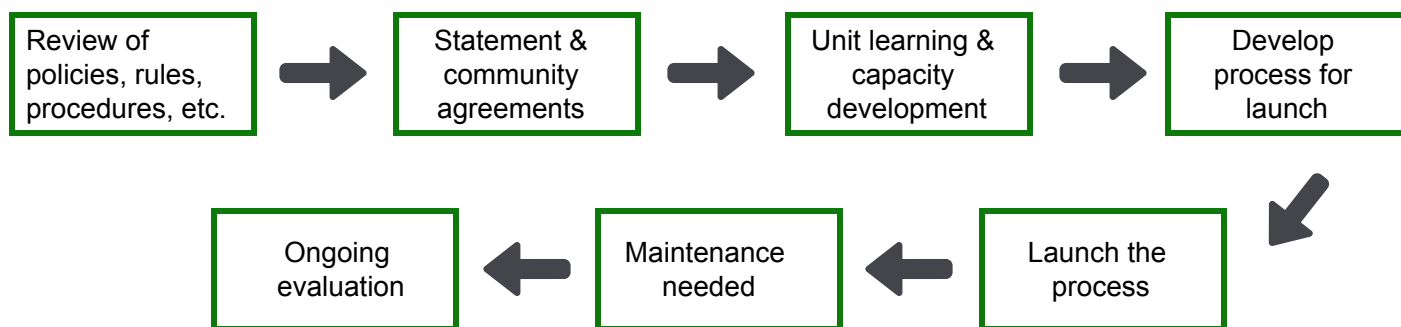 Review of
policies, rules,
procedures, etc.
Statement &
community
agreements
Unit learning &
capacity
development
Develop
process for
launch
Launch the
process
Maintenance
needed
Ongoing
evaluation